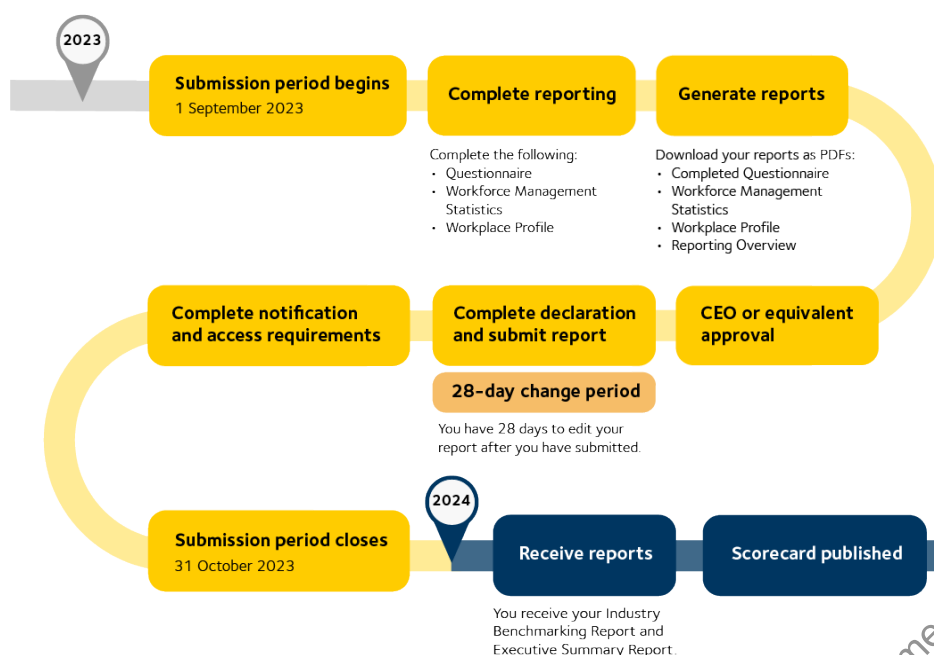 2023
Submission period begins
1 September 2023
Complete reporting
Complete the following:
• Questionnaire
• Workforce Management
Statistics
• Workplace Profile
Generate reports
Download your reports as PDFs:
• Completed Questionnaire
• Workforce Management
Statistics
• Workplace Profile
• Reporting Overview
CEO or equivalent
approval
Complete declaration
and submit report
28-day change period
You have 28 days to edit your
report after you have submitted.
Complete notification
and access requirements
Submission period closes
31 October 2023
2024
Receive reports
You receive your Industry
Benchmarking Report and
Executive Summary Report.
Scorecard published